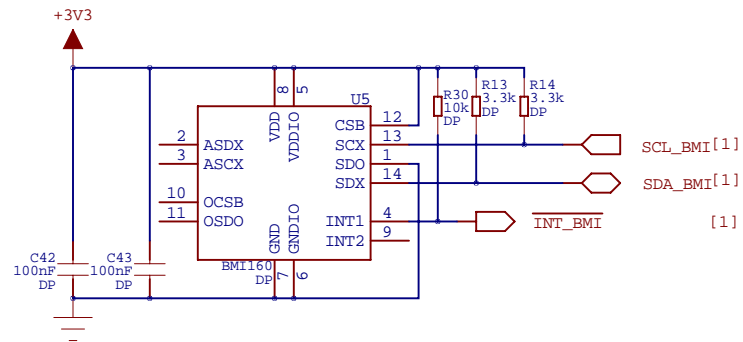 +3V3
8
5
VDD
VDDIO
U5
R30
10k
DP
R13
3.3k
DP
R14
3.3k
DP
CSB
12
SCX
13
SCL_BMI[1]
2
ASDX
SDO
1
3
ASCX
SDX
14
SDA_BMI[1]
10
OCSB
11
OSDO
INT1
4
INT_BMI
[1]
INT2
9
GND
GNDIO
BMI160
DP
7
6
C42
100nF
DP
C43
100nF
DP